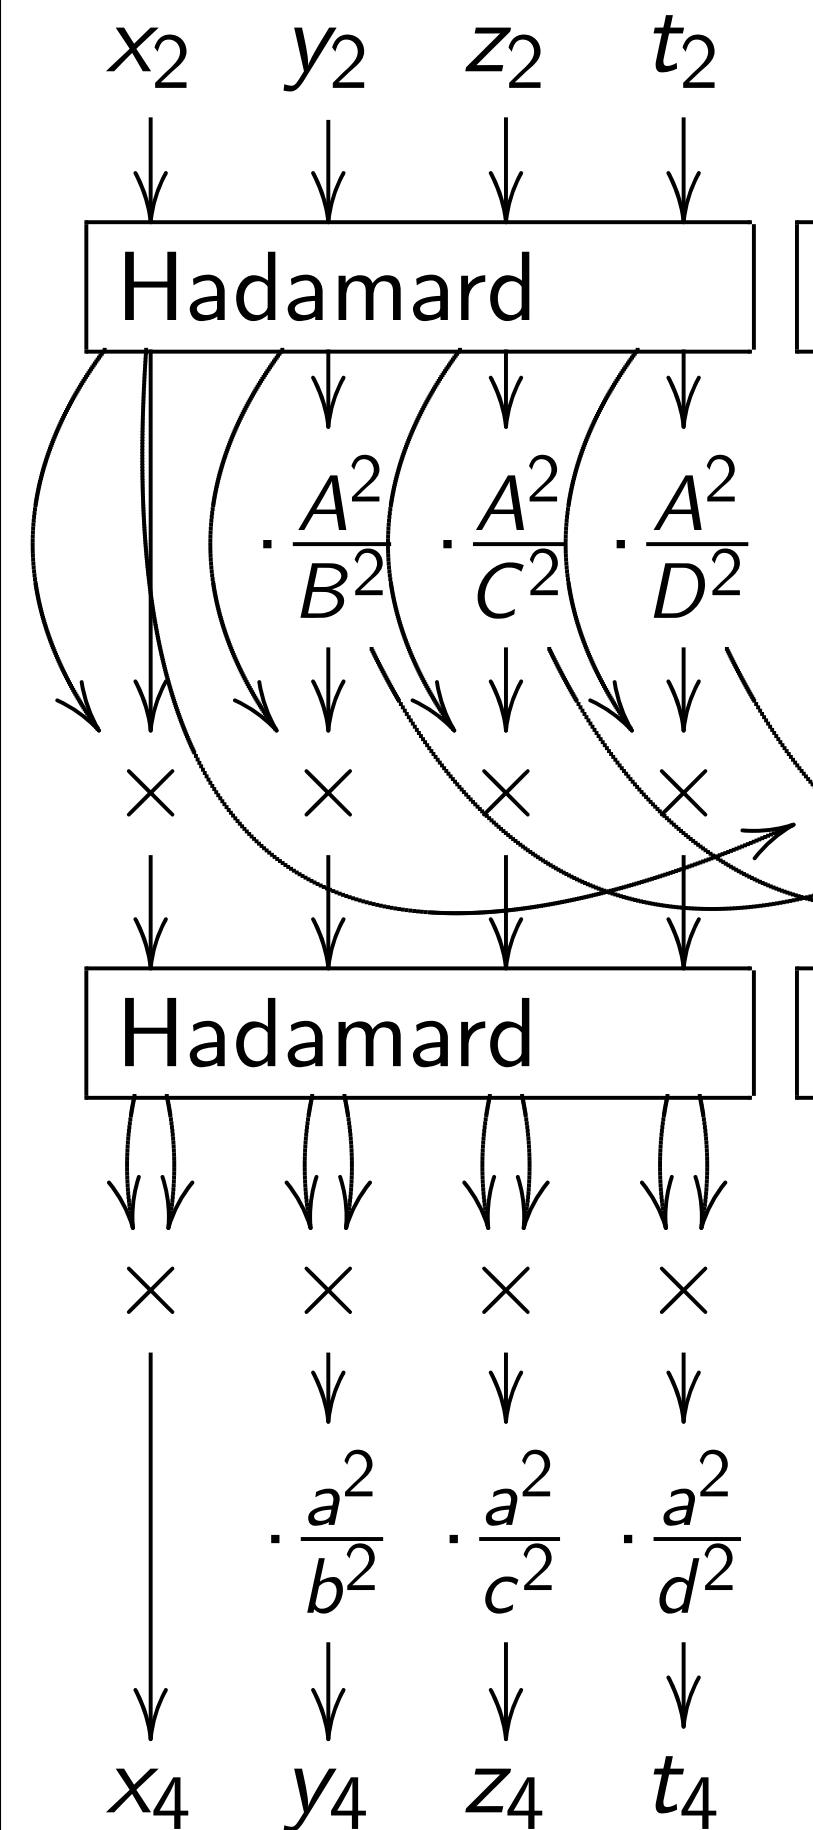 x₂ y₂ z₂ t₂
Hadamard
· A²/B² · A²/C² · A²/D²
× × × ×
Hadamard
× × × ×
· a²/b² · a²/c² · a²/d²
x₄ y₄ z₄ t₄